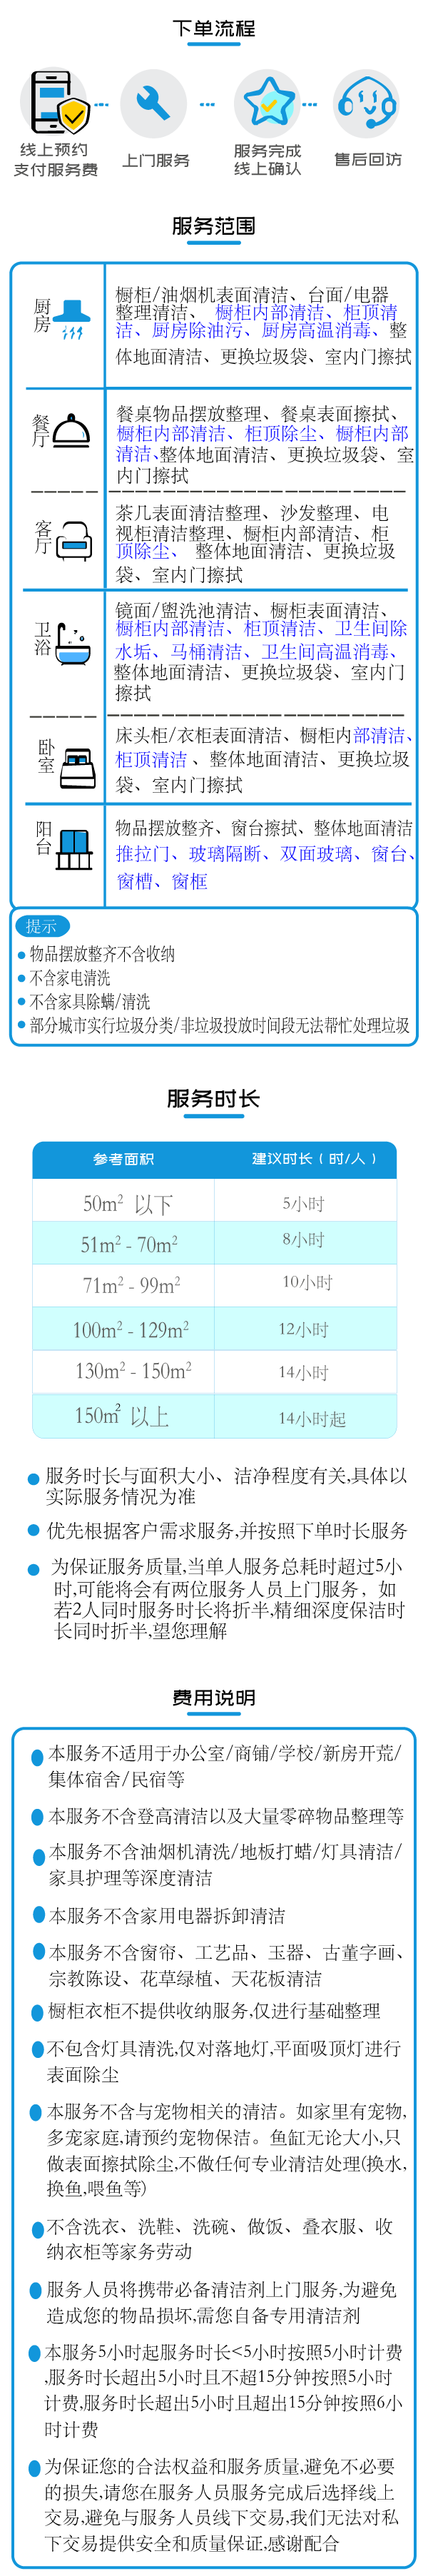 下单流程
线上预约
支付服务费
上门服务
服务完成
线上确认
售后回访
服务范围
厨房
橱柜/油烟机表面清洁、台面/电器
整理清洁、橱柜内部清洁、柜顶清
洁、厨房除油污、厨房高温消毒、整
体地面清洁、更换垃圾袋、室内门擦拭
餐厅
餐桌物品摆放整理、餐桌表面擦拭、
橱柜内部清洁、柜顶除尘、橱柜内部
清洁、整体地面清洁、更换垃圾袋、室
内门擦拭
客厅
茶几表面清洁整理、沙发整理、电
视柜清洁整理、橱柜内部清洁、柜
顶除尘、整体地面清洁、更换垃圾
袋、室内门擦拭
卫浴
镜面/盥洗池清洁、橱柜表面清洁、
橱柜内部清洁、柜顶清洁、卫生间除
水垢、马桶清洁、卫生间高温消毒、
整体地面清洁、更换垃圾袋、室内门
擦拭
卧室
床头柜/衣柜表面清洁、橱柜内部清洁、
柜顶清洁、整体地面清洁、更换垃圾
袋、室内门擦拭
阳台
物品摆放整齐、窗台擦拭、整体地面清洁
推拉门、玻璃隔断、双面玻璃、窗台、
窗槽、窗框
提示
物品摆放整齐不含收纳
不含家电清洗
不含家具除螨/清洗
部分城市实行垃圾分类/非垃圾投放时间段无法帮忙处理垃圾
服务时长
参考面积 建议时长(时/人)
50m² 以下 5小时
51m² - 70m² 8小时
71m² - 99m² 10小时
100m² - 129m² 12小时
130m² - 150m² 14小时
150m² 以上 14小时起
服务时长与面积大小、洁净程度有关,具体以
实际服务情况为准
优先根据客户需求服务,并按照下单时长服务
为保证服务质量,当单人服务总耗时超过5小
时,可能将会有两位服务人员上门服务，如
若2人同时服务时长将折半,精细深度保洁时
长同时折半,望您理解
费用说明
本服务不适用于办公室/商铺/学校/新房开荒/
集体宿舍/民宿等
本服务不含登高清洁以及大量零碎物品整理等
本服务不含油烟机清洗/地板打蜡/灯具清洁/
家具护理等深度清洁
本服务不含家用电器拆卸清洁
本服务不含窗帘、工艺品、玉器、古董字画、
宗教陈设、花草绿植、天花板清洁
橱柜衣柜不提供收纳服务,仅进行基础整理
不包含灯具清洗,仅对落地灯,平面吸顶灯进行
表面除尘
本服务不含与宠物相关的清洁。如家里有宠物,
多宠家庭,请预约宠物保洁。鱼缸无论大小,只
做表面擦拭除尘,不做任何专业清洁处理(换水,
换鱼,喂鱼等)
不含洗衣、洗鞋、洗碗、做饭、叠衣服、收
纳衣柜等家务劳动
服务人员将携带必备清洁剂上门服务,为避免
造成您的物品损坏,需您自备专用清洁剂
本服务5小时起服务时长<5小时按照5小时计费
,服务时长超出5小时且不超15分钟按照5小时
计费,服务时长超出5小时且超出15分钟按照6小
时计费
为保证您的合法权益和服务质量,避免不必要
的损失,请您在服务人员服务完成后选择线上
交易,避免与服务人员线下交易,我们无法对私
下交易提供安全和质量保证,感谢配合